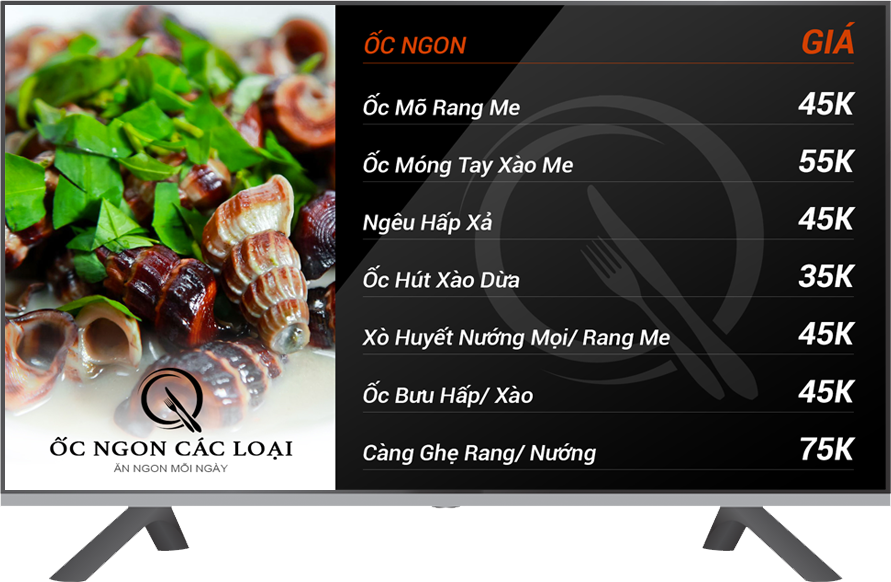 ỐC NGON GIÁ
Ốc Mõ Rang Me 45K
Ốc Móng Tay Xào Me 55K
Ngêu Hấp Xả 45K
Ốc Hút Xào Dừa 35K
Xò Huyết Nướng Mọi/ Rang Me 45K
Ốc Bưu Hấp/ Xào 45K
Càng Ghẹ Rang/ Nướng 75K
ỐC NGON CÁC LOẠI
ĂN NGON MỖI NGÀY